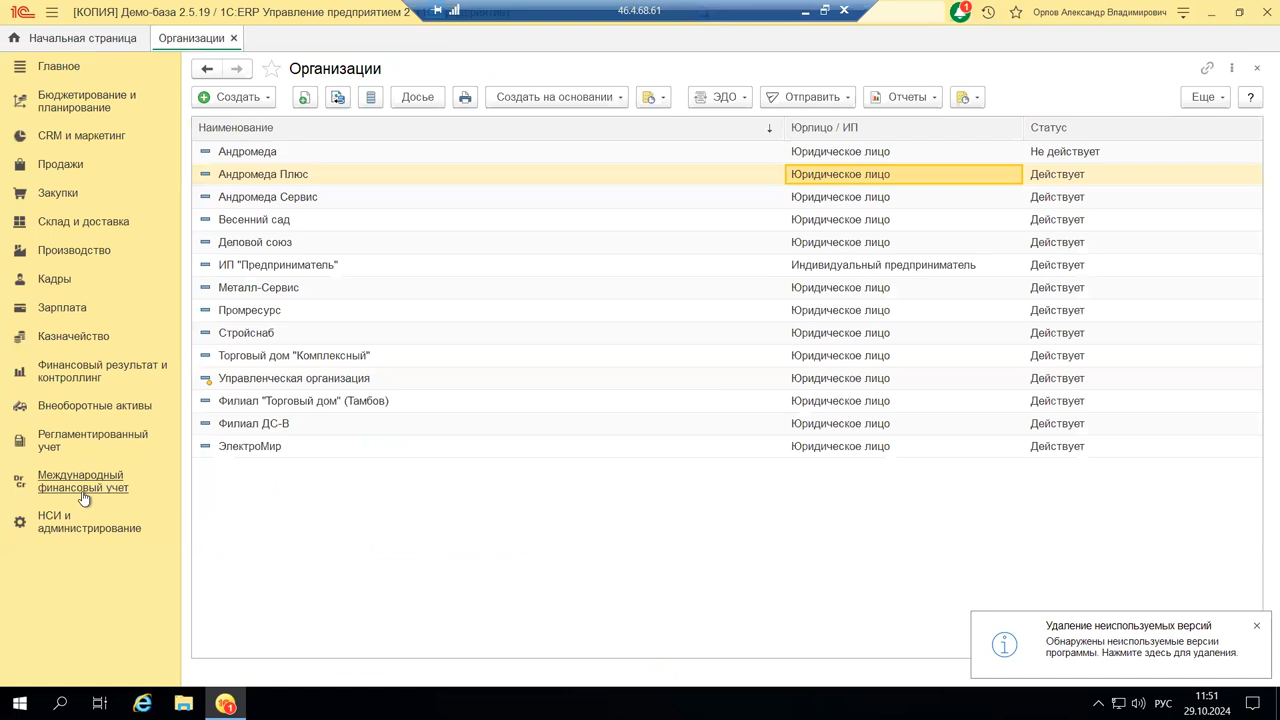 [КОПИЯ] Демо-база 2.5.19 / 1С:ERP Управление предприятием 2
46.4.68.61
1
Орлов Александр Владимирович
Начальная страница
Организации
Главное
Бюджетирование и
планирование
CRM и маркетинг
Продажи
Закупки
Склад и доставка
Производство
Кадры
Зарплата
Казначейство
Финансовый результат и
контроллинг
Внеоборотные активы
Регламентированный
учет
Международный
финансовый учет
НСИ и
администрирование
Организации
Создать
Досье
Создать на основании
ЭДО
Отправить
Отчеты
Еще
?
Наименование ↓ Юрлицо / ИП Статус
Андромеда Юридическое лицо Не действует
Андромеда Плюс Юридическое лицо Действует
Андромеда Сервис Юридическое лицо Действует
Весенний сад Юридическое лицо Действует
Деловой союз Юридическое лицо Действует
ИП "Предприниматель" Индивидуальный предприниматель Действует
Металл-Сервис Юридическое лицо Действует
Промресурс Юридическое лицо Действует
Стройснаб Юридическое лицо Действует
Торговый дом "Комплексный" Юридическое лицо Действует
Управленческая организация Юридическое лицо Действует
Филиал "Торговый дом" (Тамбов) Юридическое лицо Действует
Филиал ДС-В Юридическое лицо Действует
ЭлектроМир Юридическое лицо Действует
Удаление неиспользуемых версий
Обнаружены неиспользуемые версии
программы. Нажмите здесь для удаления.
1
РУС
11:51
29.10.2024